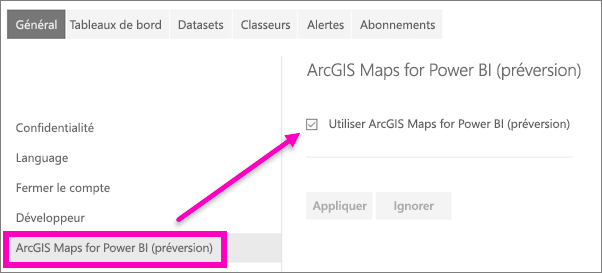 Général Tableaux de bord Datasets Classeurs Alertes Abonnements
ArcGIS Maps for Power BI (préversion)
Utiliser ArcGIS Maps for Power BI (préversion)
Appliquer Ignorer
Confidentialité
Language
Fermer le compte
Développeur
ArcGIS Maps for Power BI (préversion)